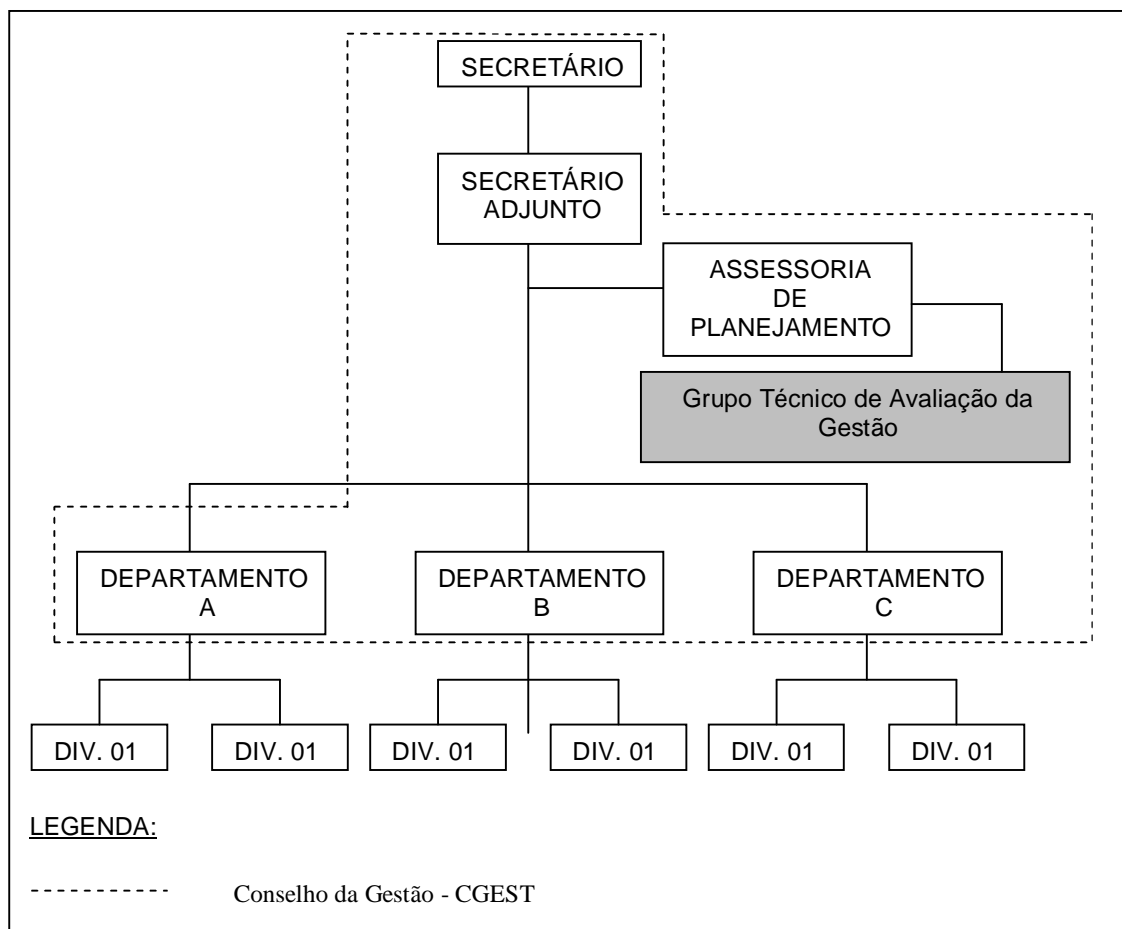 SECRETÁRIO
SECRETÁRIO
ADJUNTO
ASSESSORIA
DE
PLANEJAMENTO
Grupo Técnico de Avaliação da
Gestão
DEPARTAMENTO
A
DEPARTAMENTO
B
DEPARTAMENTO
C
DIV. 01
DIV. 01
DIV. 01
DIV. 01
DIV. 01
DIV. 01
LEGENDA:
Conselho da Gestão - CGEST